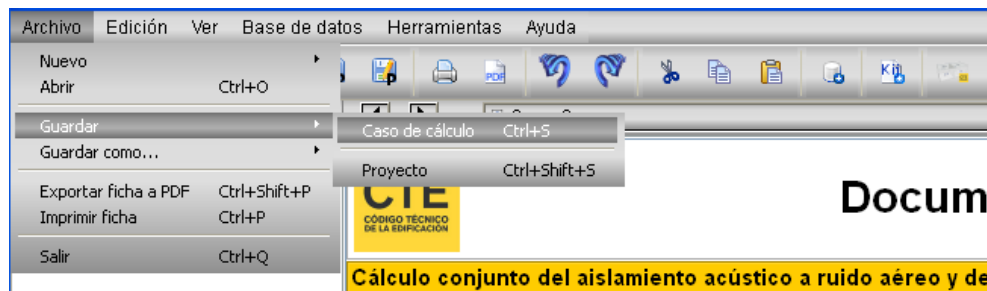 Archivo Edición Ver Base de datos Herramientas Ayuda
Nuevo
Abrir Ctrl+O
Guardar
Guardar como...
Exportar ficha a PDF Ctrl+Shift+P
Imprimir ficha Ctrl+P
Salir Ctrl+Q
PDF
Kit
Caso de cálculo Ctrl+S
Proyecto Ctrl+Shift+S
CTE
CÓDIGO TÉCNICO
DE LA EDIFICACIÓN
Docum
Cálculo conjunto del aislamiento acústico a ruido aéreo y de